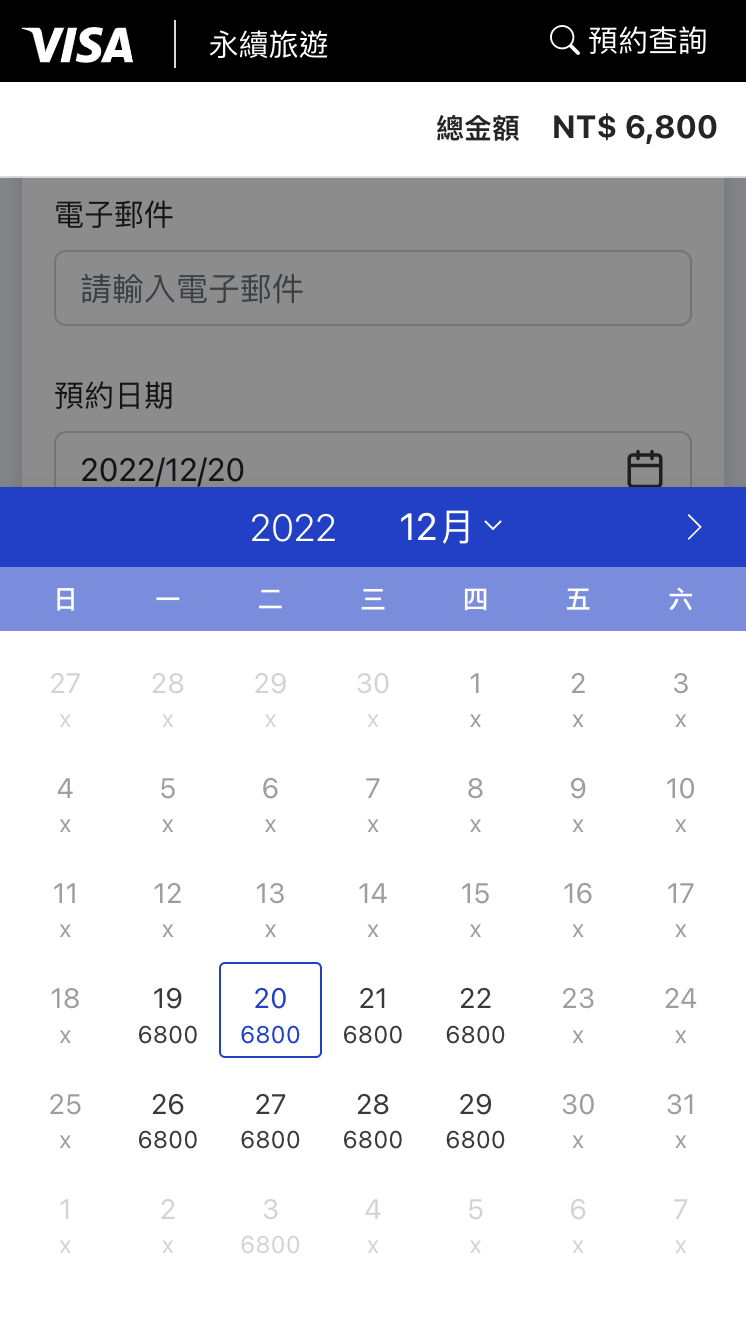 VISA 永續旅遊 預約查詢
總金額 NT$ 6,800
電子郵件
請輸入電子郵件
預約日期
2022/12/20
2022 12月
日 一 二 三 四 五 六
27 28 29 30 1 2 3
x x x x x x x
4 5 6 7 8 9 10
x x x x x x x
11 12 13 14 15 16 17
x x x x x x x
18 19 20 21 22 23 24
x 6800 6800 6800 6800 x x
25 26 27 28 29 30 31
x 6800 6800 6800 6800 x x
1 2 3 4 5 6 7
x x 6800 x x x x